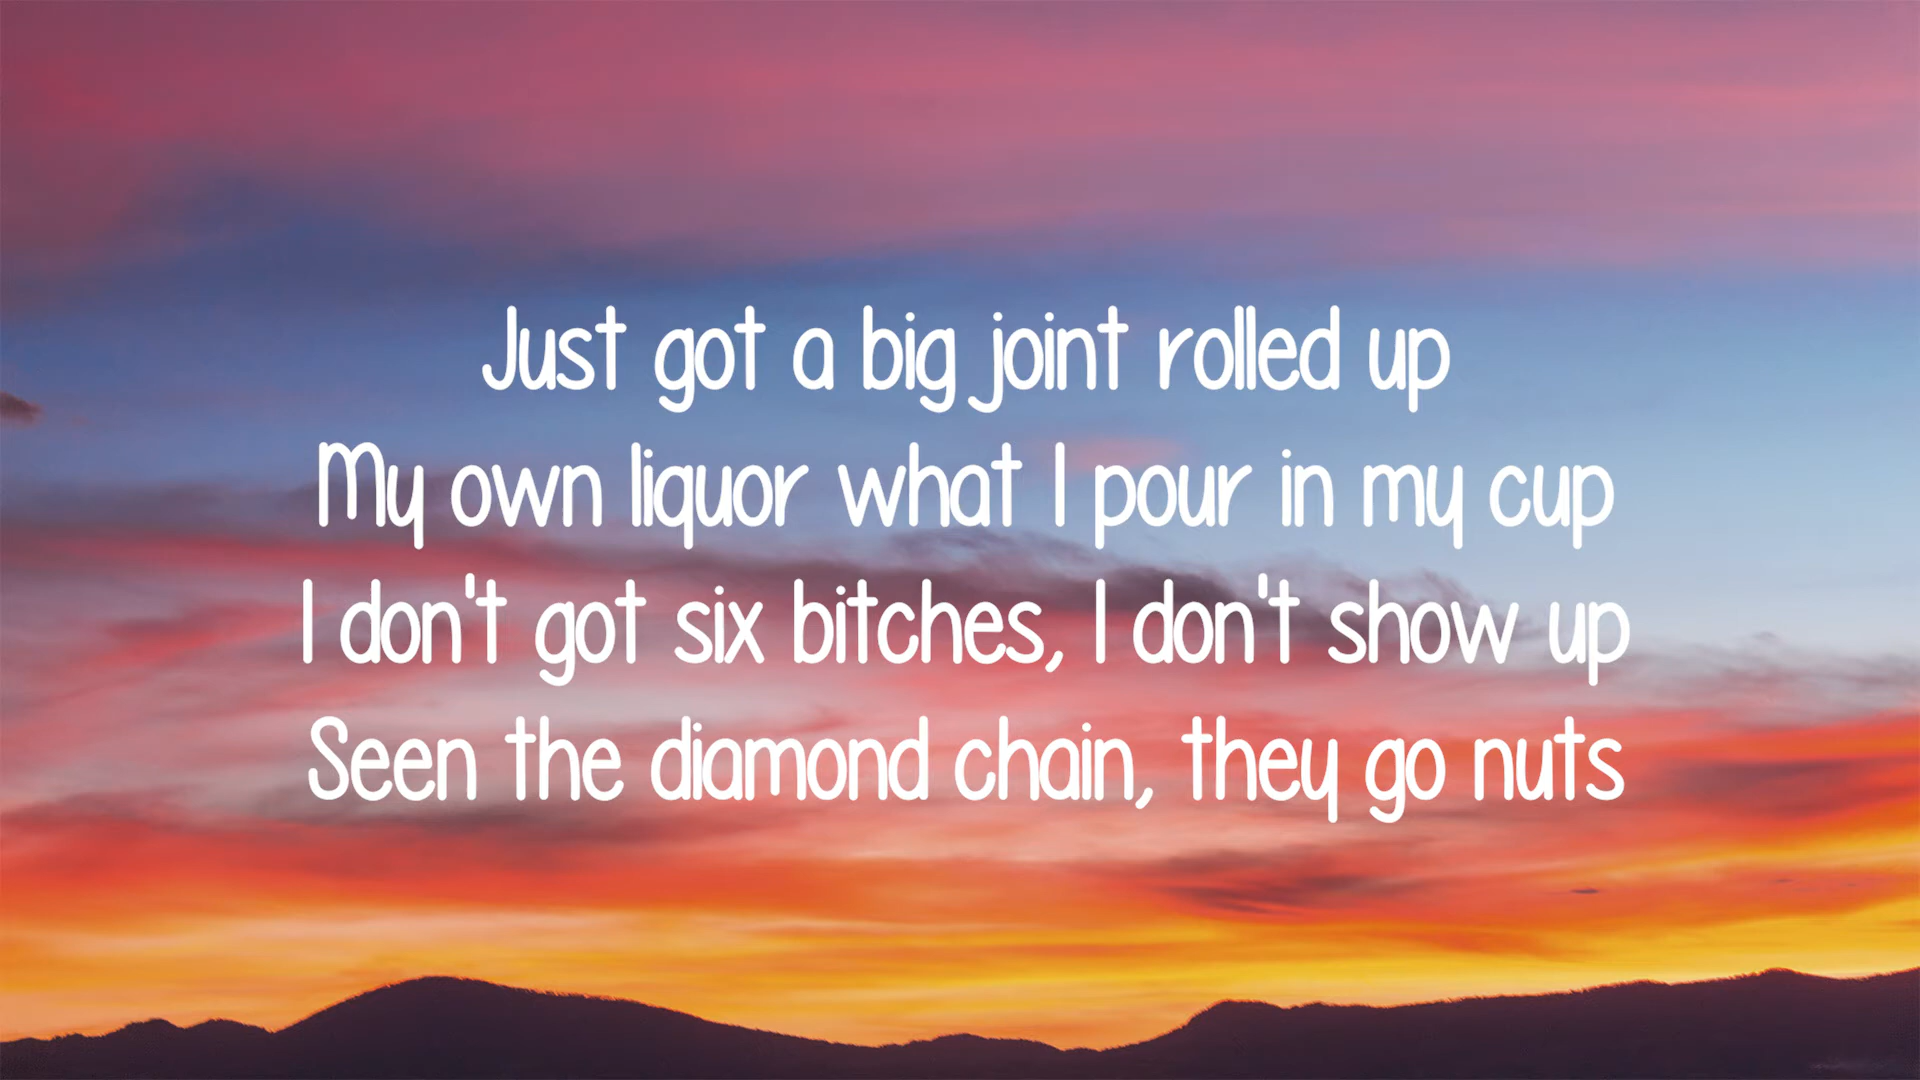 Just got a big joint rolled up
My own liquor what I pour in my cup
I don't got six bitches, I don't show up
Seen the diamond chain, they go nuts